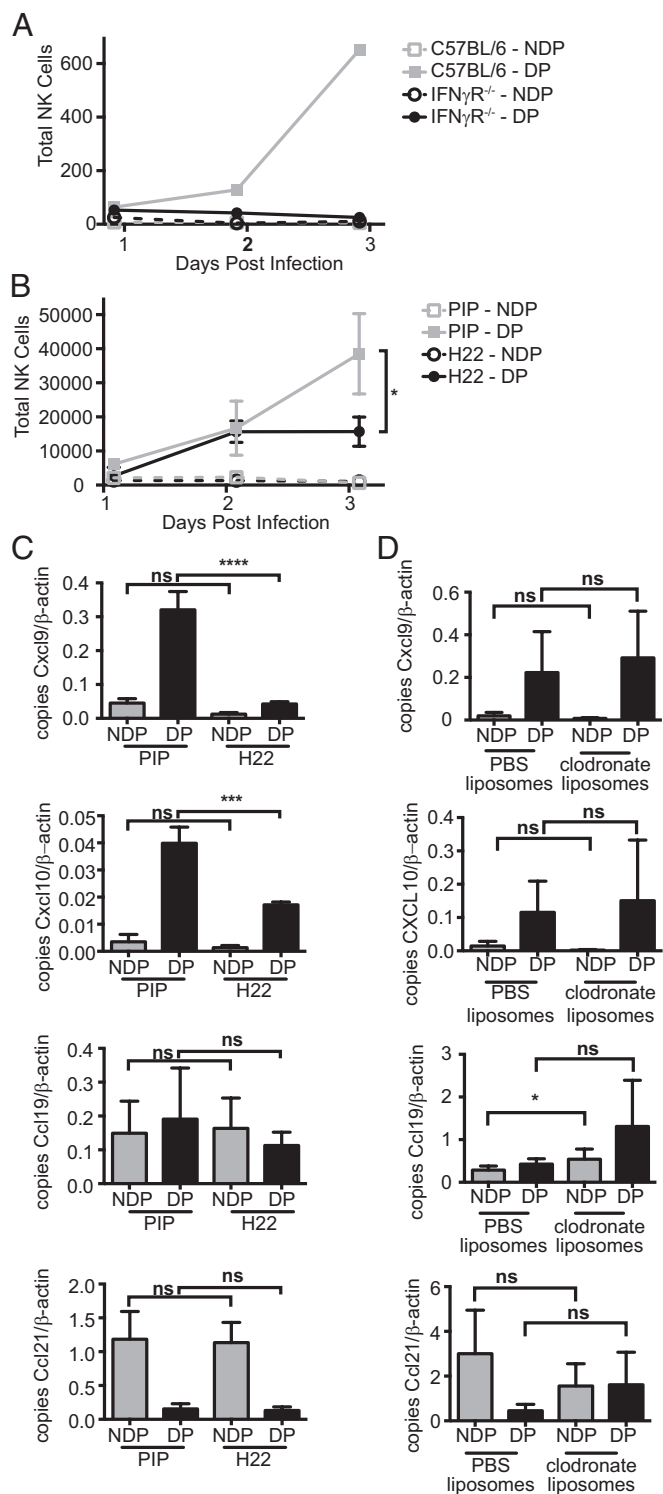 A
Total NK Cells
600
400
200
0
1
2
3
Days Post Infection
C57BL/6 - NDP
C57BL/6 - DP
IFNγR-/- - NDP
IFNγR-/- - DP
B
Total NK Cells
50000
40000
30000
20000
10000
0
1
2
3
Days Post Infection
*
PIP - NDP
PIP - DP
H22 - NDP
H22 - DP
C
copies Cxcl9/β-actin
0.4
0.3
0.2
0.1
0.0
ns
****
NDP DP NDP DP
PIP H22
copies Cxcl10/β-actin
0.05
0.04
0.03
0.02
0.01
0.00
ns
***
NDP DP NDP DP
PIP H22
copies Ccl19/β-actin
0.4
0.3
0.2
0.1
0.0
ns
ns
NDP DP NDP DP
PIP H22
copies Ccl21/β-actin
2.0
1.5
1.0
0.5
0.0
ns
ns
NDP DP NDP DP
PIP H22
D
copies Cxcl9/β-actin
0.6
0.4
0.2
0.0
ns
ns
NDP DP NDP DP
PBS clodronate
liposomes liposomes
copies CXCL10/β-actin
0.4
0.3
0.2
0.1
0.0
ns
ns
NDP DP NDP DP
PBS clodronate
liposomes liposomes
copies Ccl19/β-actin
3
2
1
0
*
ns
NDP DP NDP DP
PBS clodronate
liposomes liposomes
copies Ccl21/β-actin
6
4
2
0
ns
ns
NDP DP NDP DP
PBS clodronate
liposomes liposomes